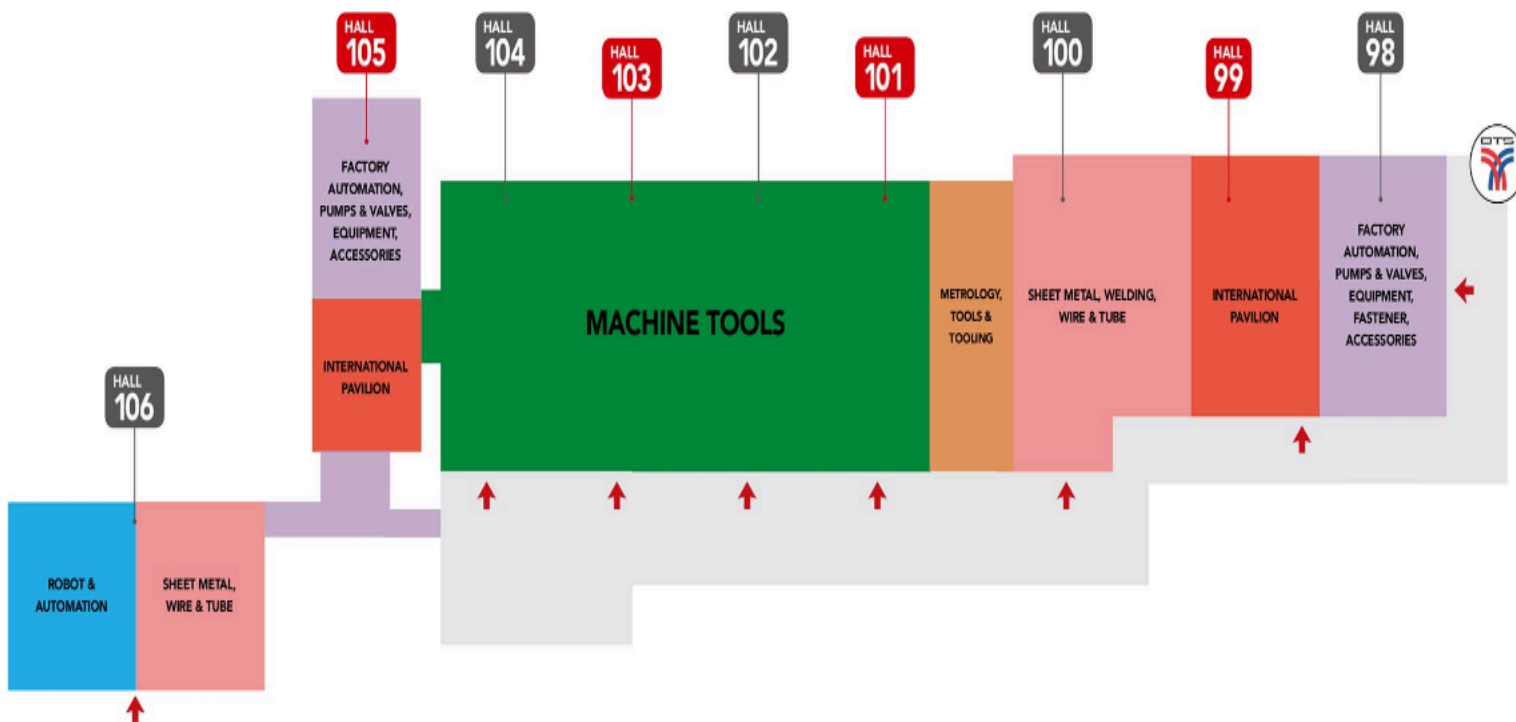 HALL
105
HALL
104
HALL
103
HALL
102
HALL
101
HALL
100
HALL
99
HALL
98
BTS
FACTORY
AUTOMATION,
PUMPS & VALVES,
EQUIPMENT,
ACCESSORIES
INTERNATIONAL
PAVILION
MACHINE TOOLS
METROLOGY,
TOOLS &
TOOLING
SHEET METAL, WELDING,
WIRE & TUBE
INTERNATIONAL
PAVILION
FACTORY
AUTOMATION,
PUMPS & VALVES,
EQUIPMENT,
FASTENER,
ACCESSORIES
HALL
106
ROBOT &
AUTOMATION
SHEET METAL,
WIRE & TUBE